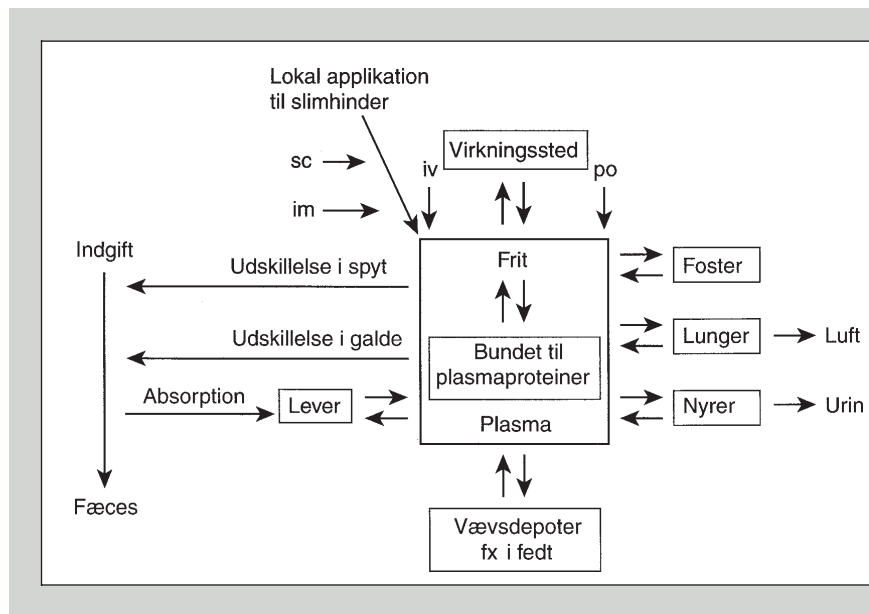 Lokal applikation
til slimhinder
sc
im
iv
Virkningssted
po
Indgift
Udskillelse i spyt
Udskillelse i galde
Absorption
Lever
Fæces
Frit
Bundet til
plasmaproteiner
Plasma
Foster
Lunger
Luft
Nyrer
Urin
Vævsdepoter
fx i fedt